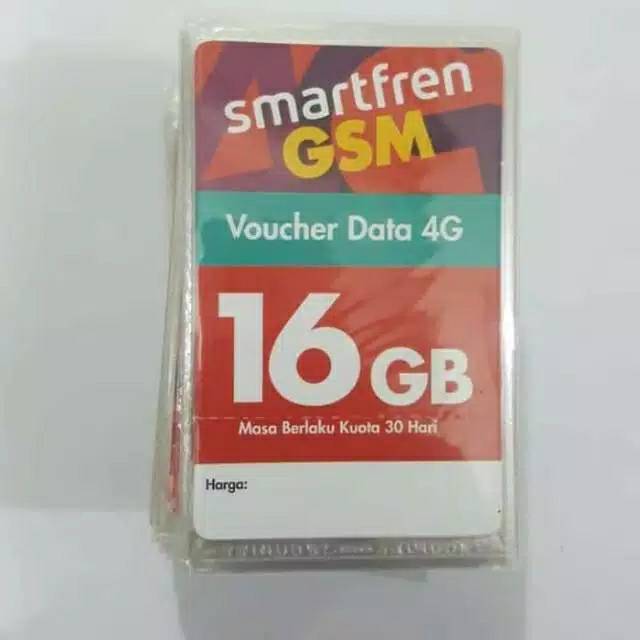 smartfren
GSM
Voucher Data 4G
16 GB
Masa Berlaku Kuota 30 Hari
Harga: